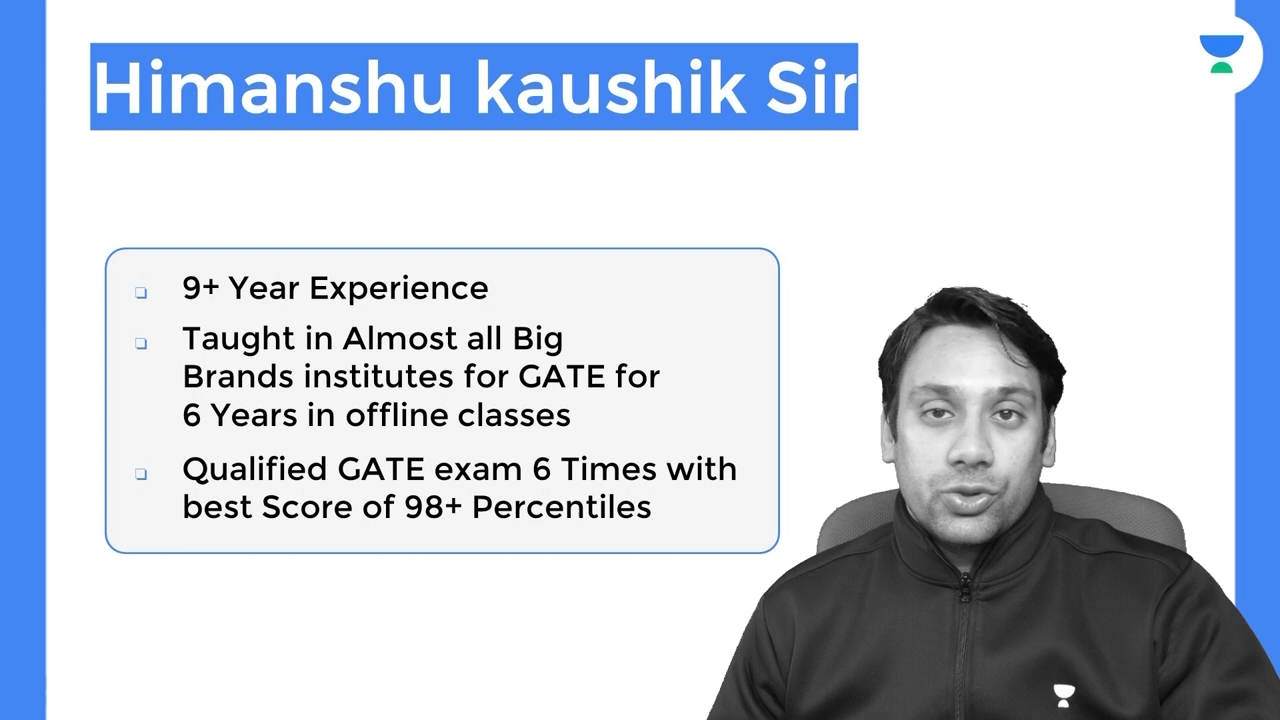 Himanshu kaushik Sir
9+ Year Experience
Taught in Almost all Big
Brands institutes for GATE for
6 Years in offline classes
Qualified GATE exam 6 Times with
best Score of 98+ Percentiles